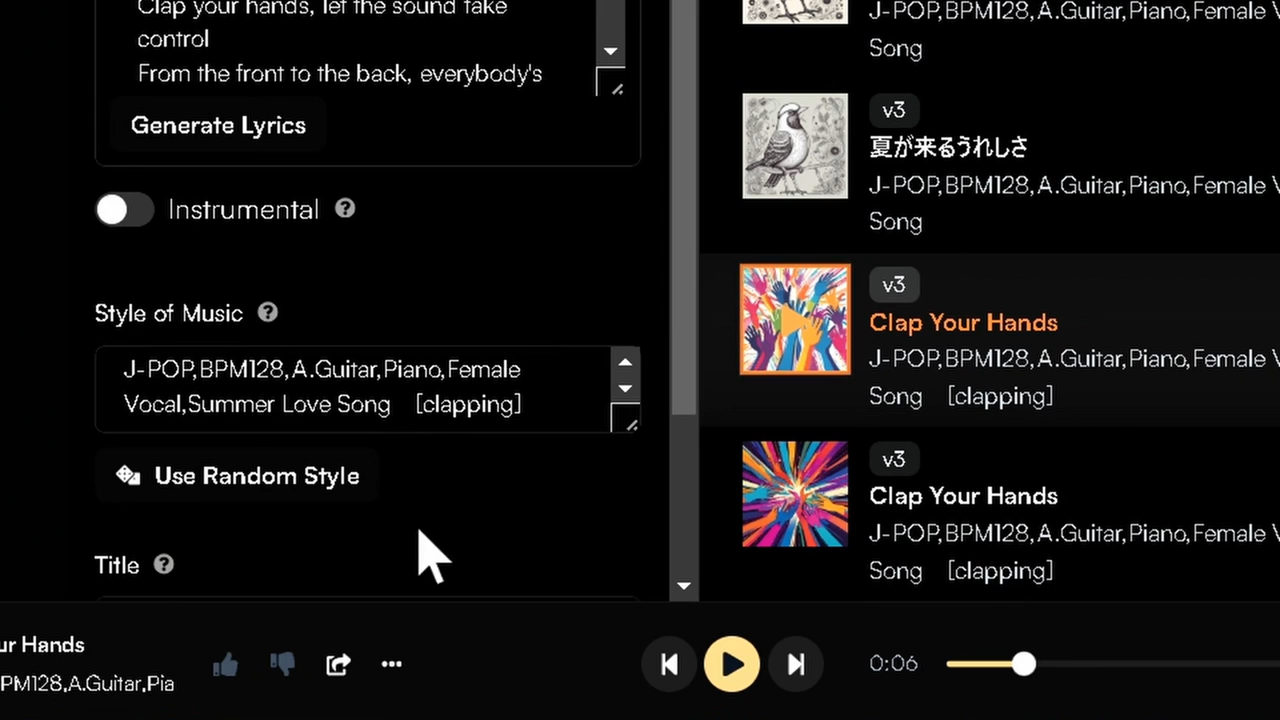 Clap your hands, let the sound take
control
From the front to the back, everybody's
Generate Lyrics
Instrumental
Style of Music
J-POP,BPM128,A.Guitar,Piano,Female
Vocal,Summer Love Song [clapping]
Use Random Style
Title
J-POP,BPM128,A.Guitar,Piano,Female V
Song
v3
夏が来るうれしさ
J-POP,BPM128,A.Guitar,Piano,Female V
Song
v3
Clap Your Hands
J-POP,BPM128,A.Guitar,Piano,Female V
Song [clapping]
v3
Clap Your Hands
J-POP,BPM128,A.Guitar,Piano,Female V
Song [clapping]
ur Hands
PM128,A.Guitar,Pia
0:06